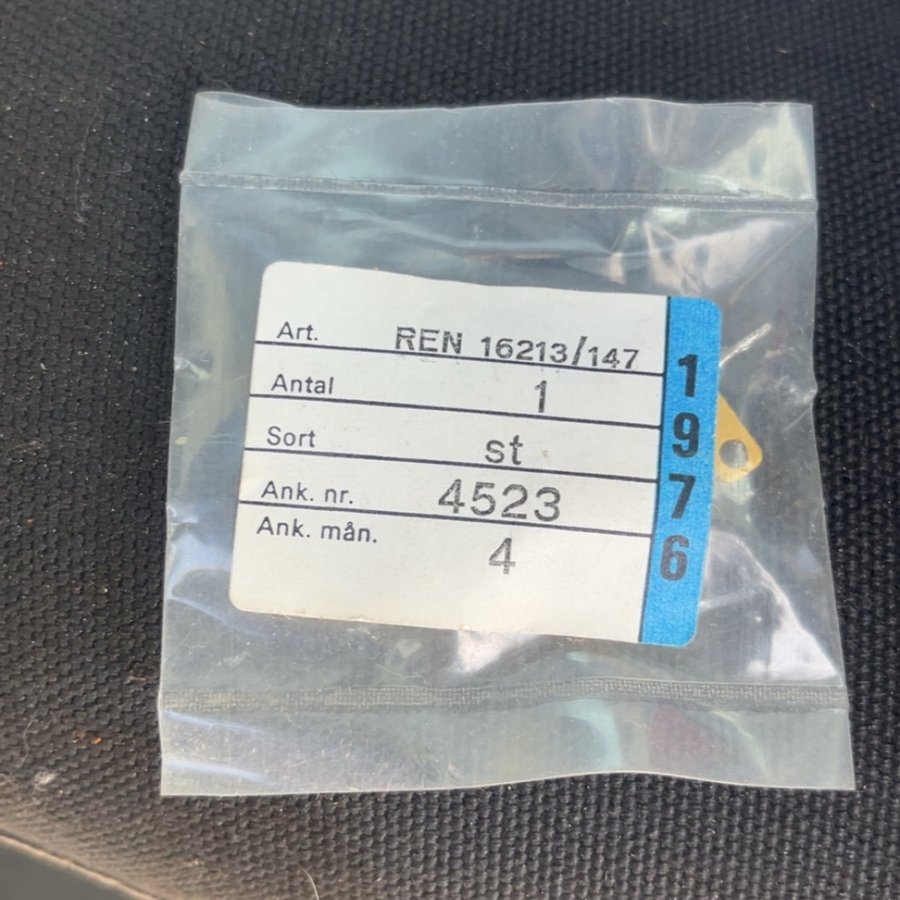 Art. REN 16213/147
Antal 1
Sort st
Ank. nr. 4523
Ank. mån. 4
1976